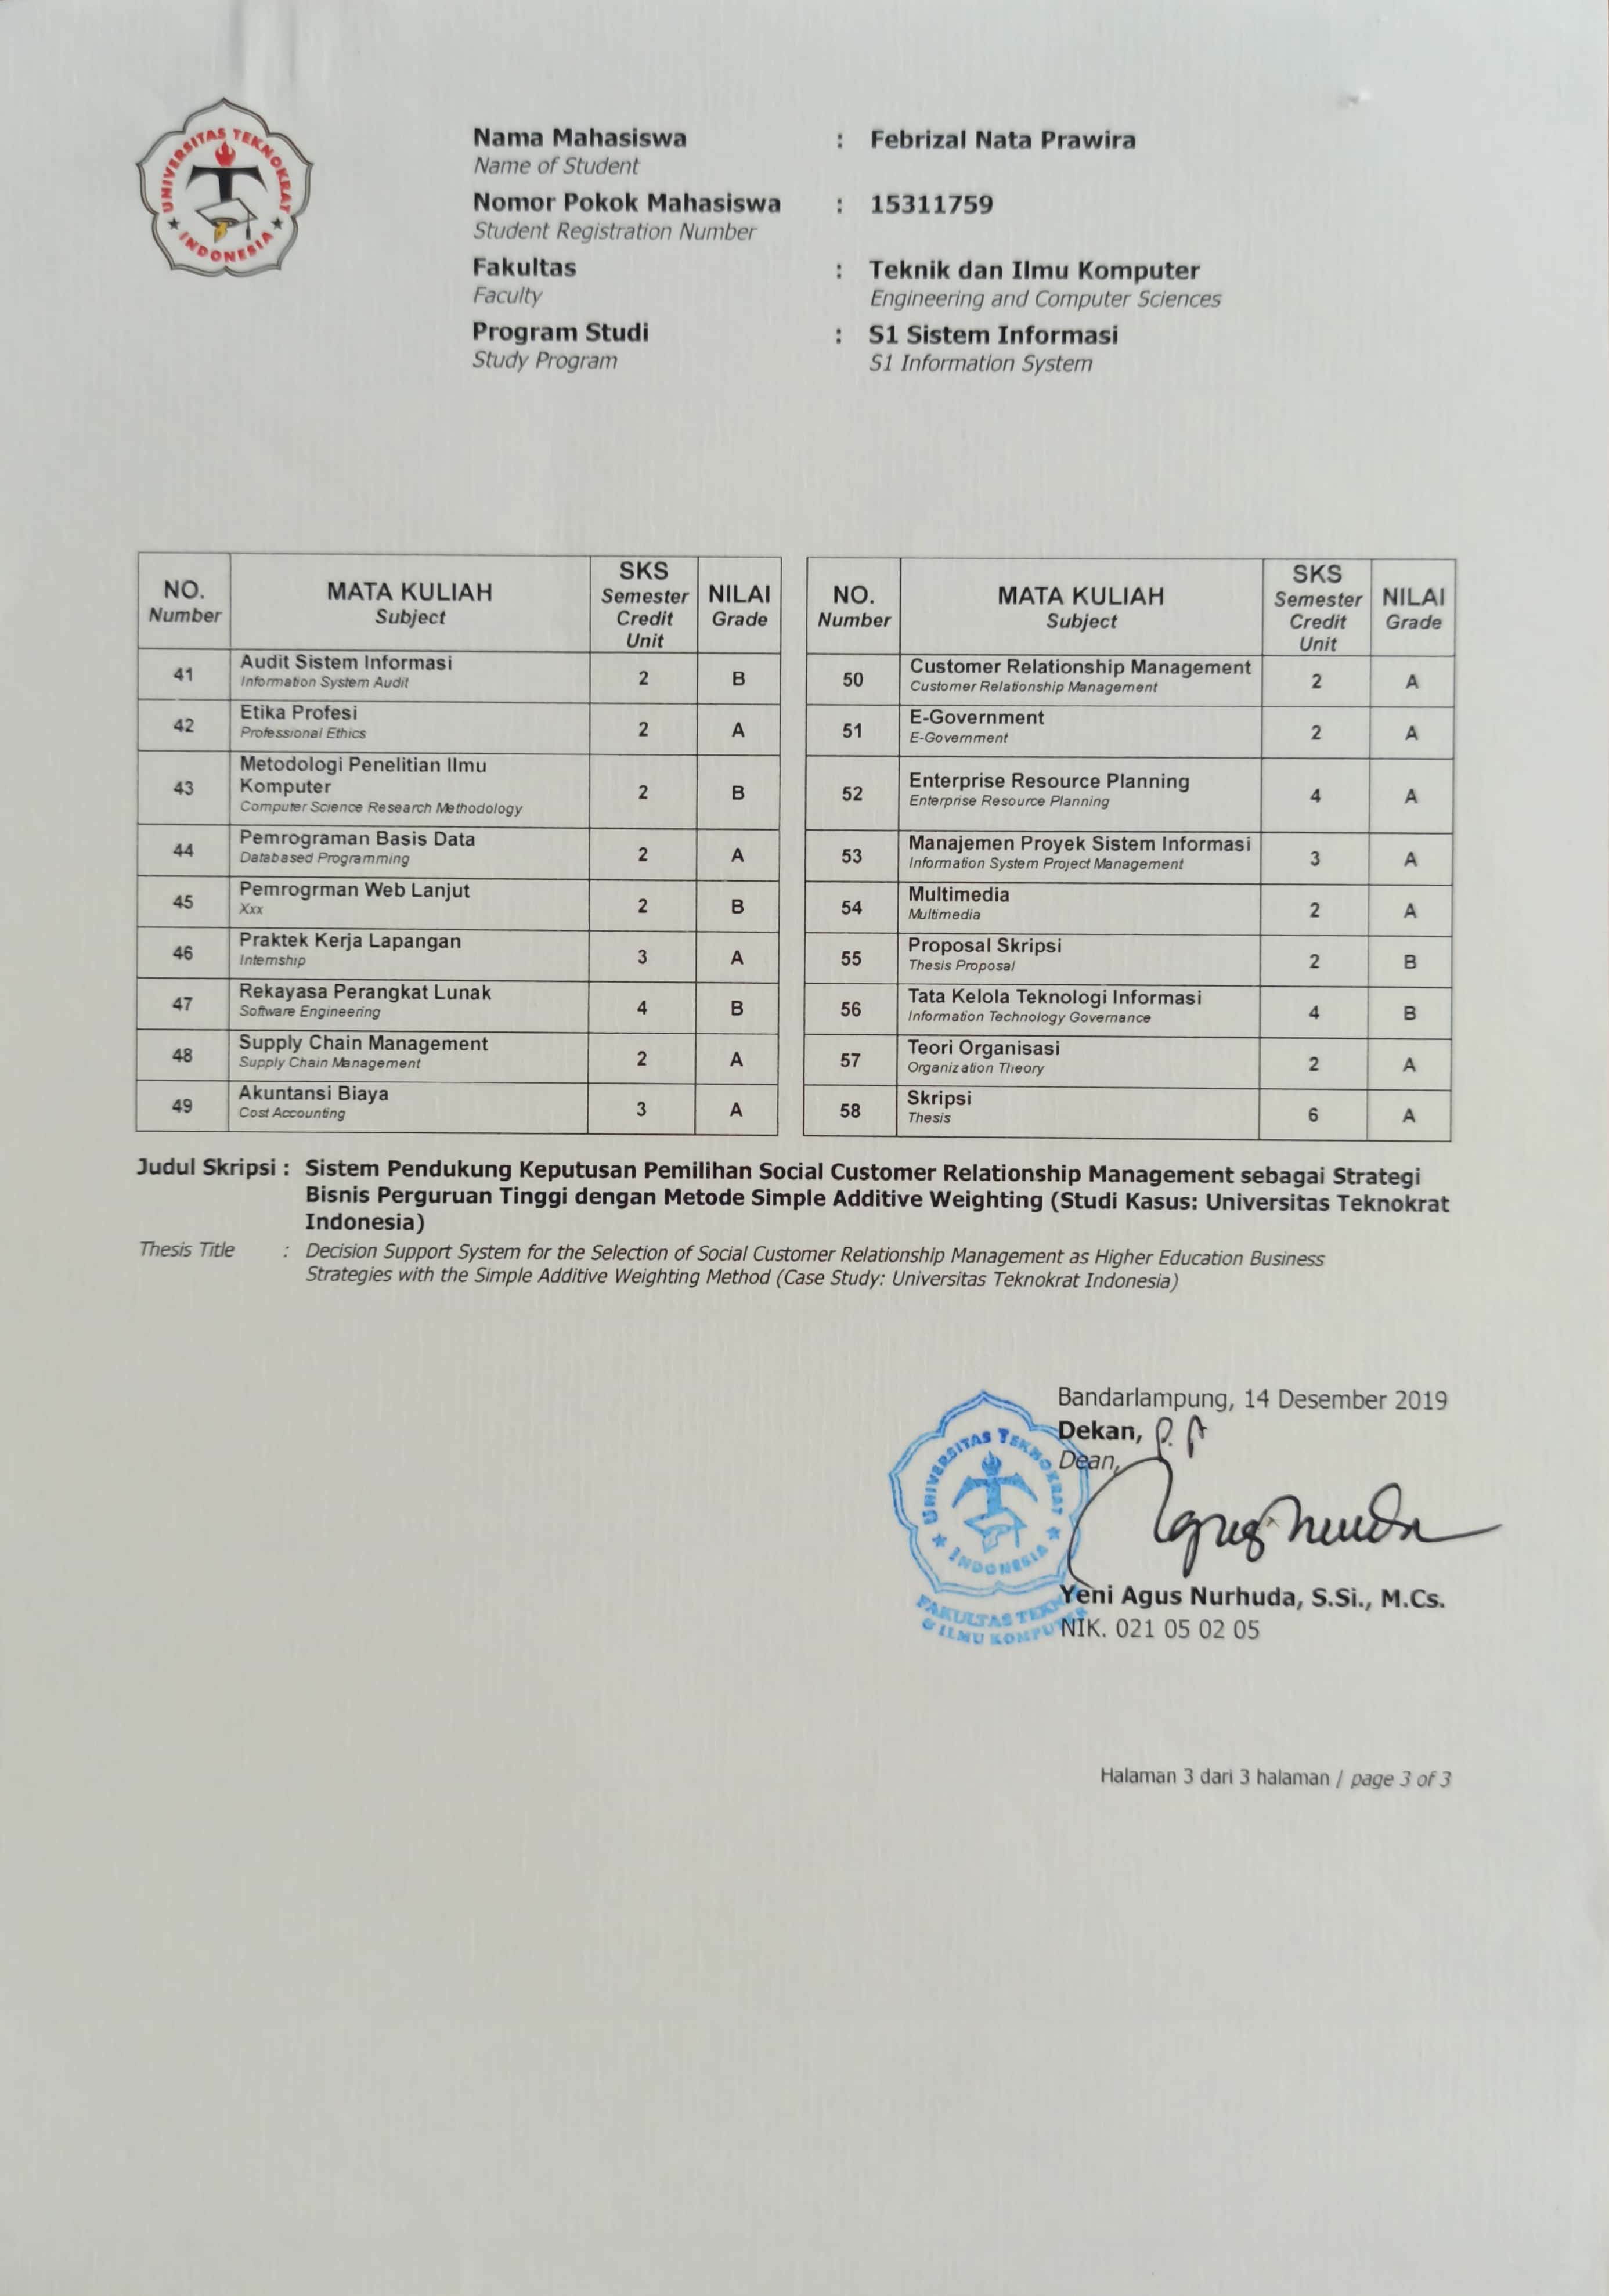 UNIVERSITAS TEKNOKRAT
INDONESIA
Nama Mahasiswa : Febrizal Nata Prawira
Name of Student
Nomor Pokok Mahasiswa : 15311759
Student Registration Number
Fakultas : Teknik dan Ilmu Komputer
Faculty Engineering and Computer Sciences
Program Studi : S1 Sistem Informasi
Study Program S1 Information System
NO. Number MATA KULIAH Subject SKS Semester Credit Unit NILAI Grade
41 Audit Sistem Informasi 2 B
Information System Audit
42 Etika Profesi 2 A
Professional Ethics
43 Metodologi Penelitian Ilmu
Komputer 2 B
Computer Science Research Methodology
44 Pemrograman Basis Data 2 A
Databased Programming
45 Pemrogrman Web Lanjut 2 B
Xxx
46 Praktek Kerja Lapangan 3 A
Internship
47 Rekayasa Perangkat Lunak 4 B
Software Engineering
48 Supply Chain Management 2 A
Supply Chain Management
49 Akuntansi Biaya 3 A
Cost Accounting
NO. Number MATA KULIAH Subject SKS Semester Credit Unit NILAI Grade
50 Customer Relationship Management 2 A
Customer Relationship Management
51 E-Government 2 A
E-Government
52 Enterprise Resource Planning 4 A
Enterprise Resource Planning
53 Manajemen Proyek Sistem Informasi 3 A
Information System Project Management
54 Multimedia 2 A
Multimedia
55 Proposal Skripsi 2 B
Thesis Proposal
56 Tata Kelola Teknologi Informasi 4 B
Information Technology Governance
57 Teori Organisasi 2 A
Organization Theory
58 Skripsi 6 A
Thesis
Judul Skripsi : Sistem Pendukung Keputusan Pemilihan Social Customer Relationship Management sebagai Strategi
Bisnis Perguruan Tinggi dengan Metode Simple Additive Weighting (Studi Kasus: Universitas Teknokrat
Indonesia)
Thesis Title : Decision Support System for the Selection of Social Customer Relationship Management as Higher Education Business
Strategies with the Simple Additive Weighting Method (Case Study: Universitas Teknokrat Indonesia)
Bandarlampung, 14 Desember 2019
Dekan,
Dean,
UNIVERSITAS TEKNOKRAT
INDONESIA
FAKULTAS TEKNIK
& ILMU KOMPUTER
Yeni Agus Nurhuda, S.Si., M.Cs.
NIK. 021 05 02 05
Halaman 3 dari 3 halaman / page 3 of 3